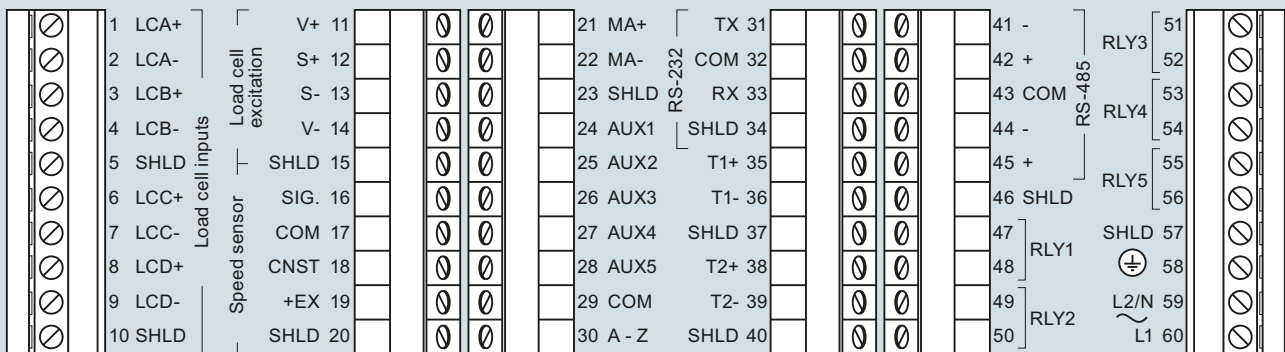 1 LCA+
2 LCA-
3 LCB+
4 LCB-
5 SHLD
6 LCC+
7 LCC-
8 LCD+
9 LCD-
10 SHLD
Load cell inputs
Load cell
excitation
Speed sensor
V+ 11
S+ 12
S- 13
V- 14
SHLD 15
SIG. 16
COM 17
CNST 18
+EX 19
SHLD 20
21 MA+
22 MA-
23 SHLD
24 AUX1
25 AUX2
26 AUX3
27 AUX4
28 AUX5
29 COM
30 A - Z
RS-232
TX 31
COM 32
RX 33
SHLD 34
T1+ 35
T1- 36
SHLD 37
T2+ 38
T2- 39
SHLD 40
41 -
42 +
43 COM
44 -
45 +
46 SHLD
47
48
49
50
RS-485
RLY1
RLY2
RLY3
RLY4
RLY5
51
52
53
54
55
56
SHLD 57
58
L2/N 59
L1 60